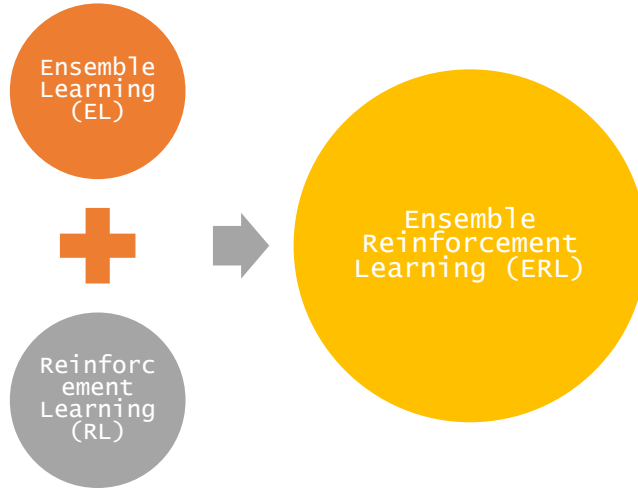 Ensemble
Learning
(EL)
Reinforc
ement
Learning
(RL)
Ensemble
Reinforcement
Learning (ERL)